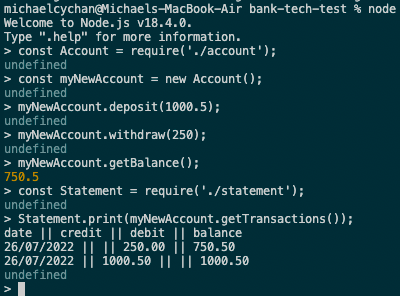 michaelcychan@Michaels-MacBook-Air bank-tech-test % node
Welcome to Node.js v18.4.0.
Type ".help" for more information.
> const Account = require('./account');
undefined
> const myNewAccount = new Account();
undefined
> myNewAccount.deposit(1000.5);
undefined
> myNewAccount.withdraw(250);
undefined
> myNewAccount.getBalance();
750.5
> const Statement = require('./statement');
undefined
> Statement.print(myNewAccount.getTransactions());
date || credit || debit || balance
26/07/2022 || || 250.00 || 750.50
26/07/2022 || 1000.50 || || 1000.50
undefined
>